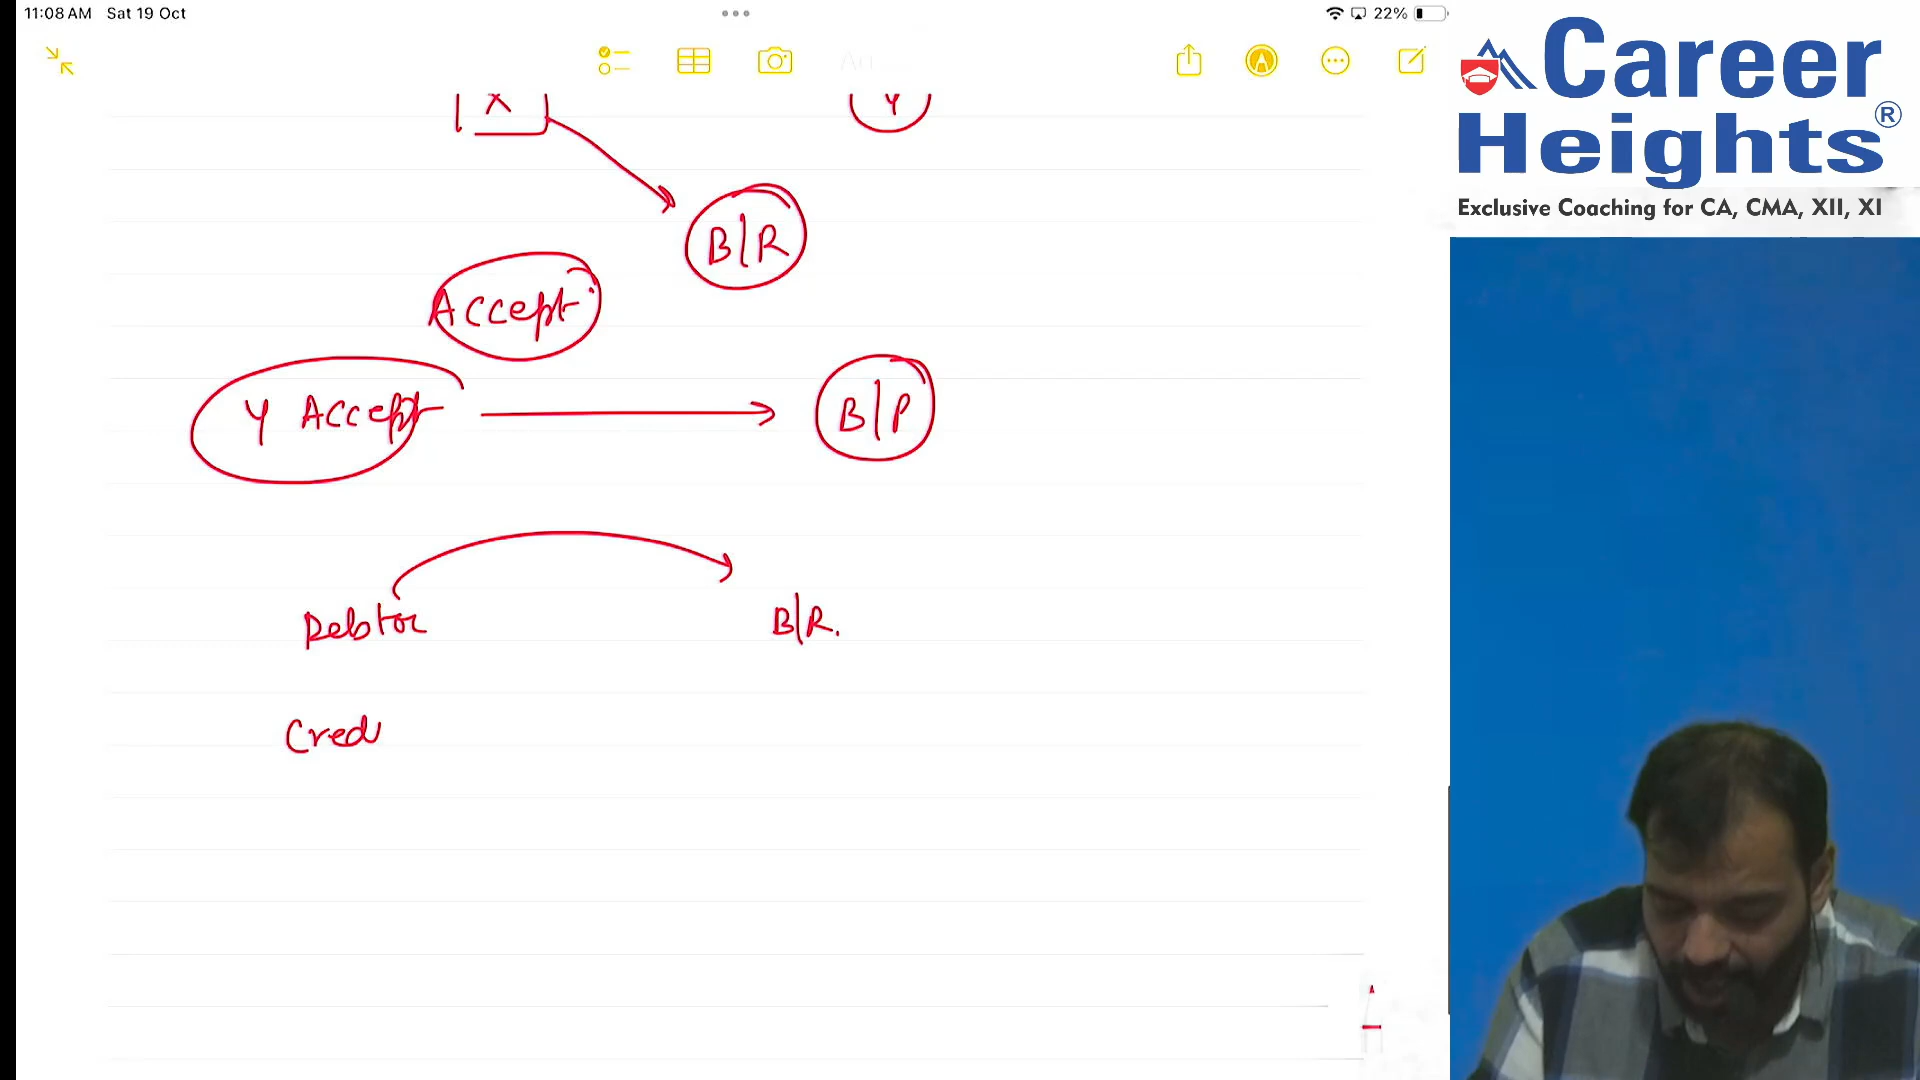 11:08 AM Sat 19 Oct
22%
Career
Heights®
Exclusive Coaching for CA, CMA, XII, XI
X
Y
B/R
Accept
Y Accept
B/P
Debtor
B/R.
Cred